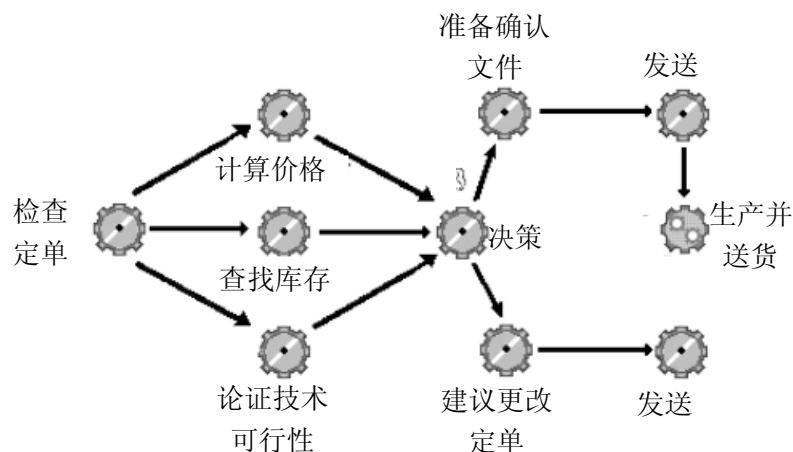 准备确认
文件
发送
计算价格
检查
定单
查找库存
决策
生产并
送货
论证技术
可行性
建议更改
定单
发送